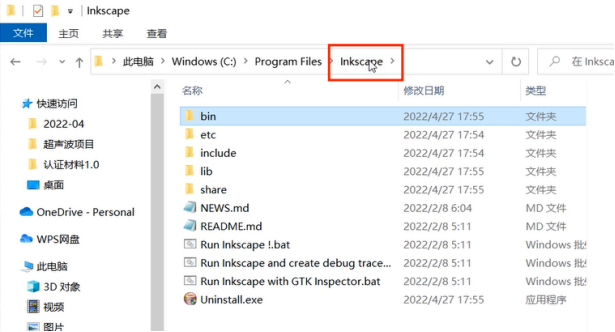 Inkscape
文件 主页 共享 查看
此电脑 > Windows (C:) > Program Files > Inkscape > 在 Inksca
名称 修改日期 类型
快速访问
2022-04
超声波项目
认证材料1.0
桌面
OneDrive - Personal
WPS网盘
此电脑
3D 对象
视频
图片
bin 2022/4/27 17:55 文件夹
etc 2022/4/27 17:54 文件夹
include 2022/4/27 17:54 文件夹
lib 2022/4/27 17:55 文件夹
share 2022/4/27 17:55 文件夹
NEWS.md 2022/2/8 6:04 MD 文件
README.md 2022/2/8 5:11 MD 文件
Run Inkscape !.bat 2022/2/8 5:11 Windows 批
Run Inkscape and create debug trace... 2022/2/8 5:11 Windows 批
Run Inkscape with GTK Inspector.bat 2022/2/8 5:11 Windows 批
Uninstall.exe 2022/4/27 17:55 应用程序